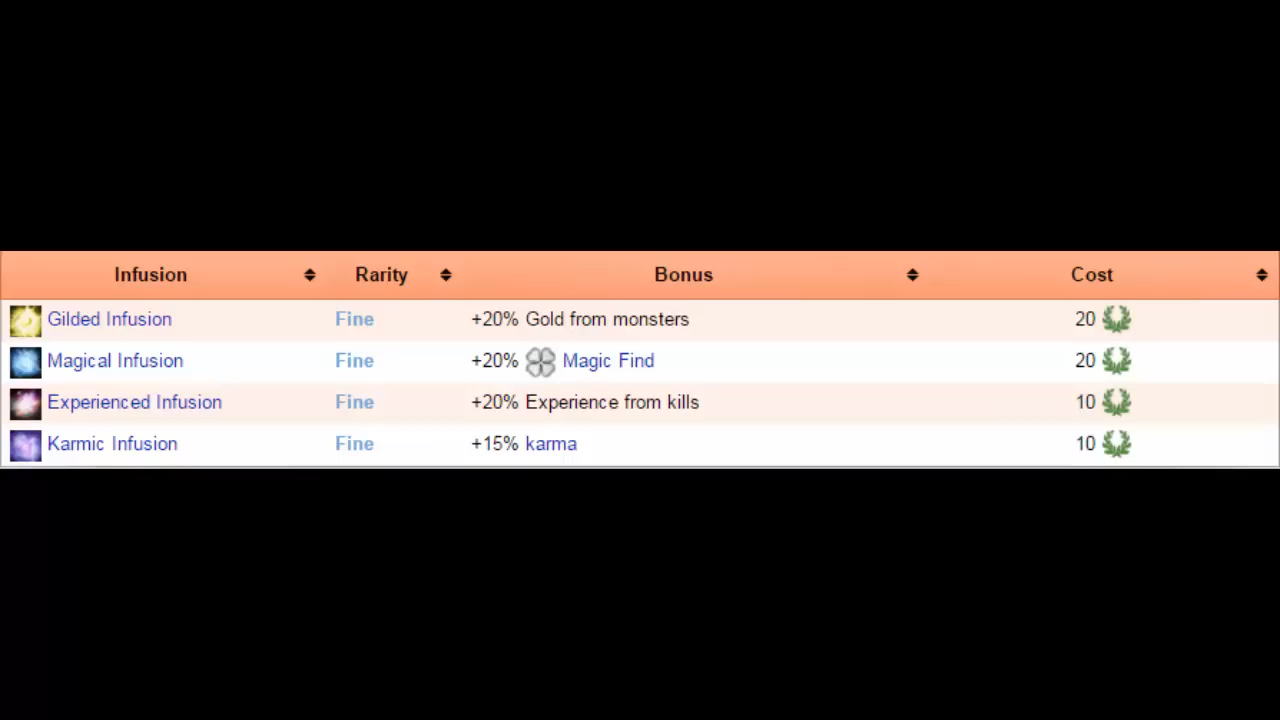 Infusion Rarity Bonus Cost
Gilded Infusion Fine +20% Gold from monsters 20
Magical Infusion Fine +20% Magic Find 20
Experienced Infusion Fine +20% Experience from kills 10
Karmic Infusion Fine +15% karma 10